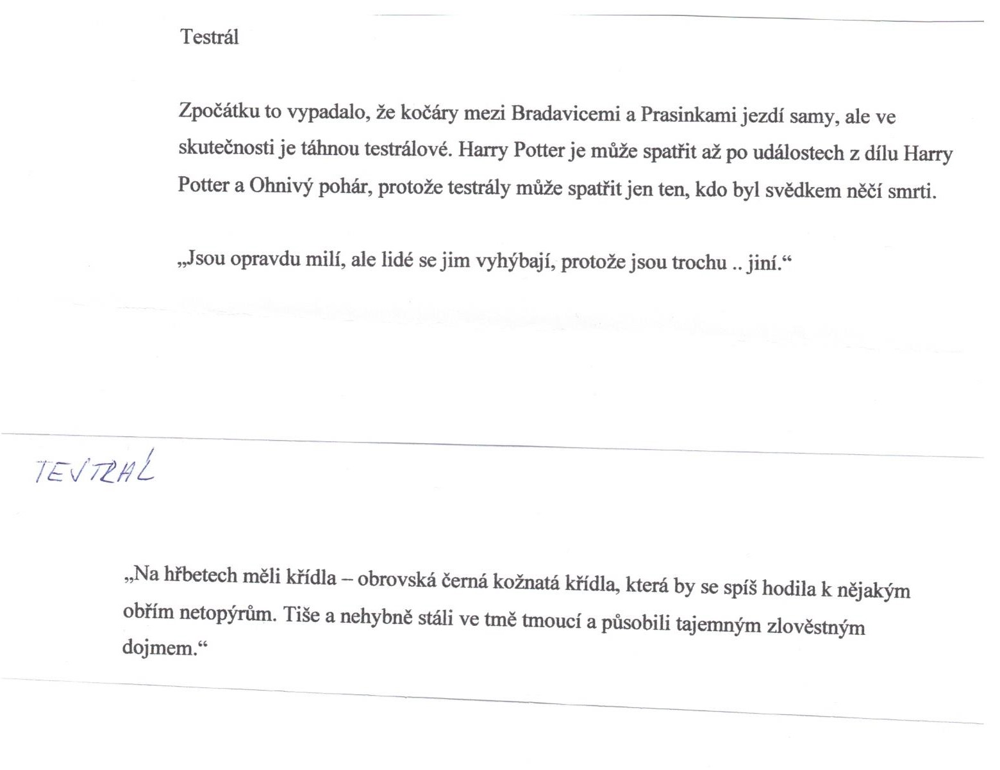 Testrál
Zpočátku to vypadalo, že kočáry mezi Bradavicemi a Prasinkami jezdí samy, ale ve
skutečnosti je táhnou testrálové. Harry Potter je může spatřit až po událostech z dílu Harry
Potter a Ohnivý pohár, protože testrály může spatřit jen ten, kdo byl svědkem něčí smrti.
„Jsou opravdu milí, ale lidé se jim vyhýbají, protože jsou trochu .. jiní.“
TESTRÁL
„Na hřbetech měli křídla – obrovská černá kožnatá křídla, která by se spíš hodila k nějakým
obřím netopýrům. Tiše a nehybně stáli ve tmě tmoucí a působili tajemným zlověstným
dojmem.“